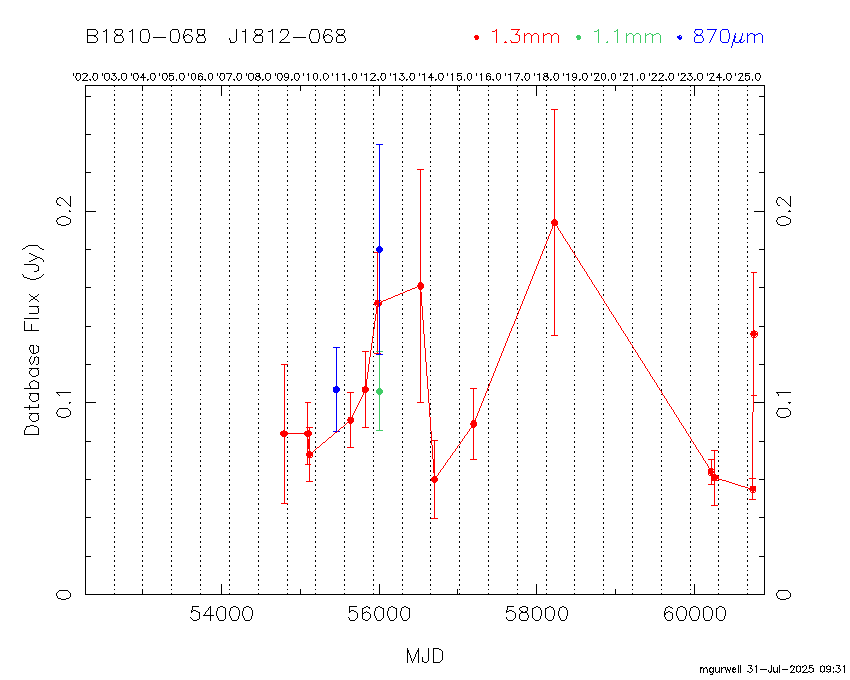 B1810-068 J1812-068 1.3mm 1.1mm 870μm
'02.0 '03.0 '04.0 '05.0 '06.0 '07.0 '08.0 '09.0 '10.0 '11.0 '12.0 '13.0 '14.0 '15.0 '16.0 '17.0 '18.0 '19.0 '20.0 '21.0 '22.0 '23.0 '24.0 '25.0
0.2 0.2
Database Flux (Jy)
0.1 0.1
0 0
54000 56000 58000 60000
MJD
mgurwell 31-Jul-2025 09:31